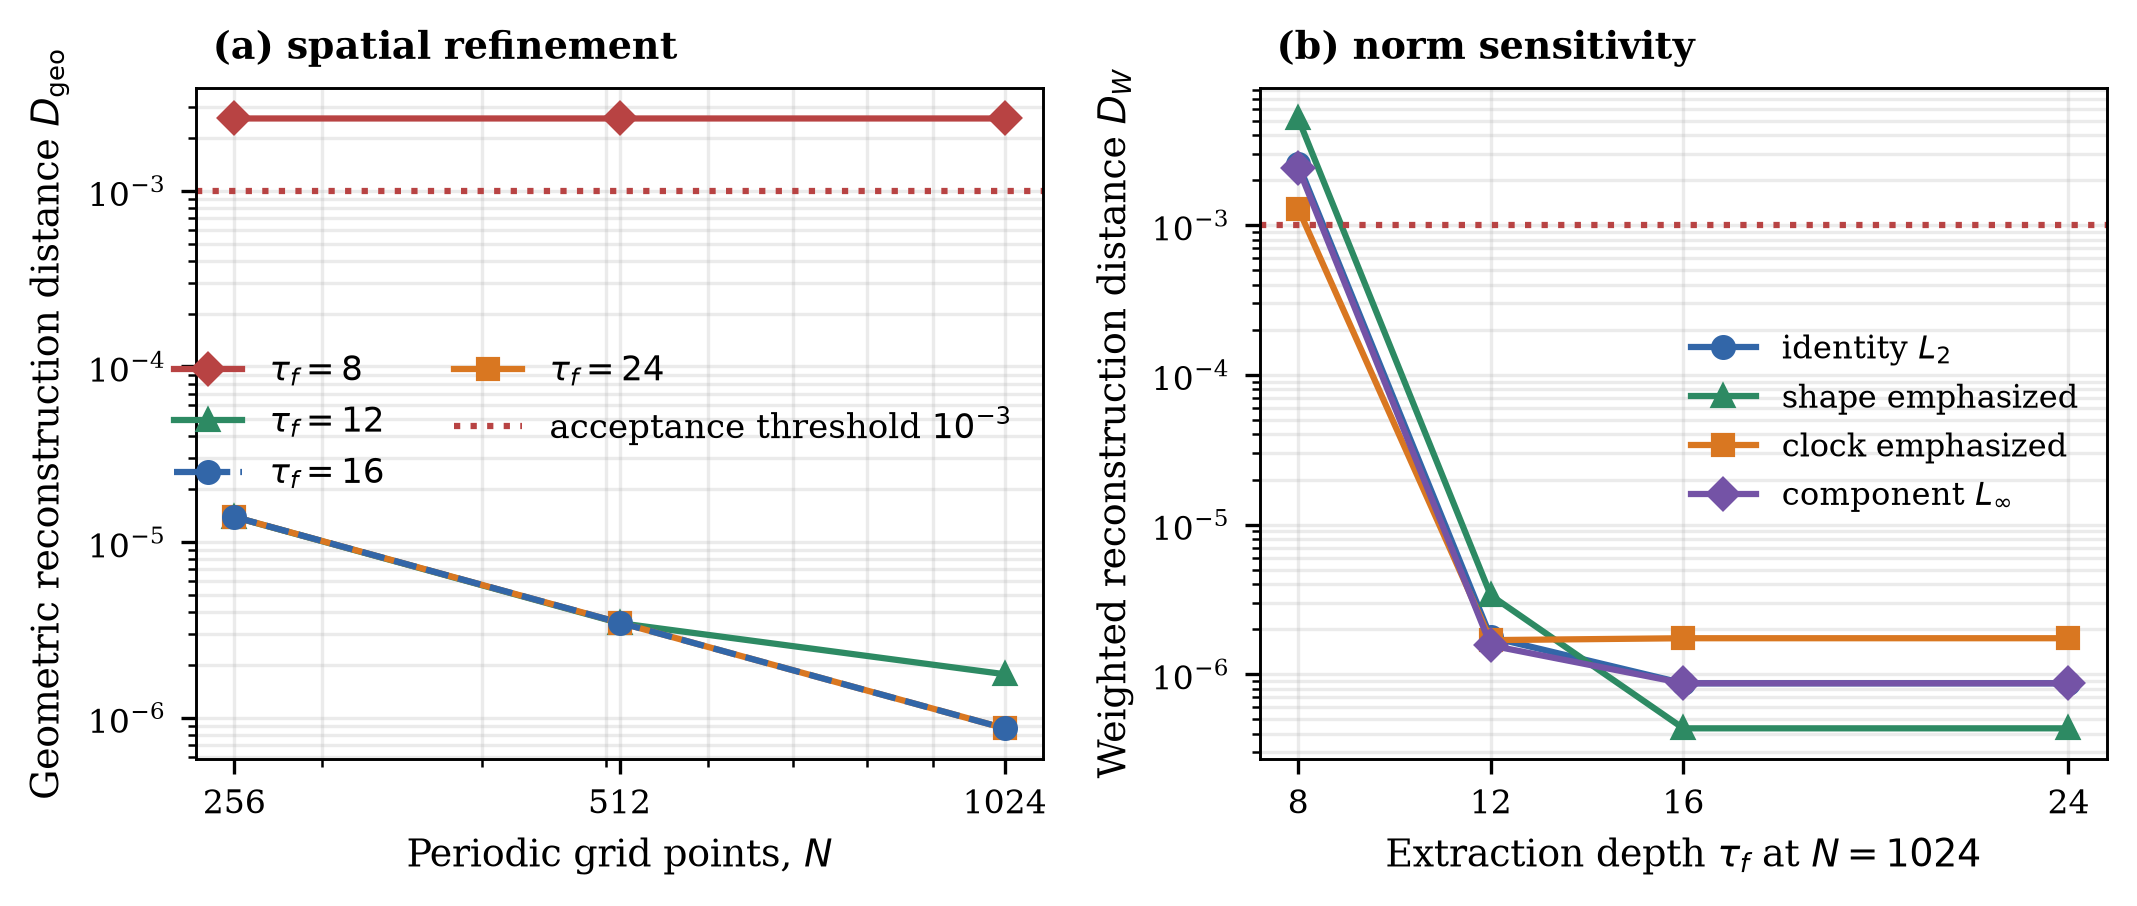 (a) spatial refinement
Geometric reconstruction distance D_geo
10⁻³
10⁻⁴
10⁻⁵
10⁻⁶
τ_f = 8
τ_f = 12
τ_f = 16
τ_f = 24
acceptance threshold 10⁻³
256 512 1024
Periodic grid points, N
(b) norm sensitivity
Weighted reconstruction distance D_W
10⁻³
10⁻⁴
10⁻⁵
10⁻⁶
identity L₂
shape emphasized
clock emphasized
component L_∞
8 12 16 24
Extraction depth τ_f at N = 1024